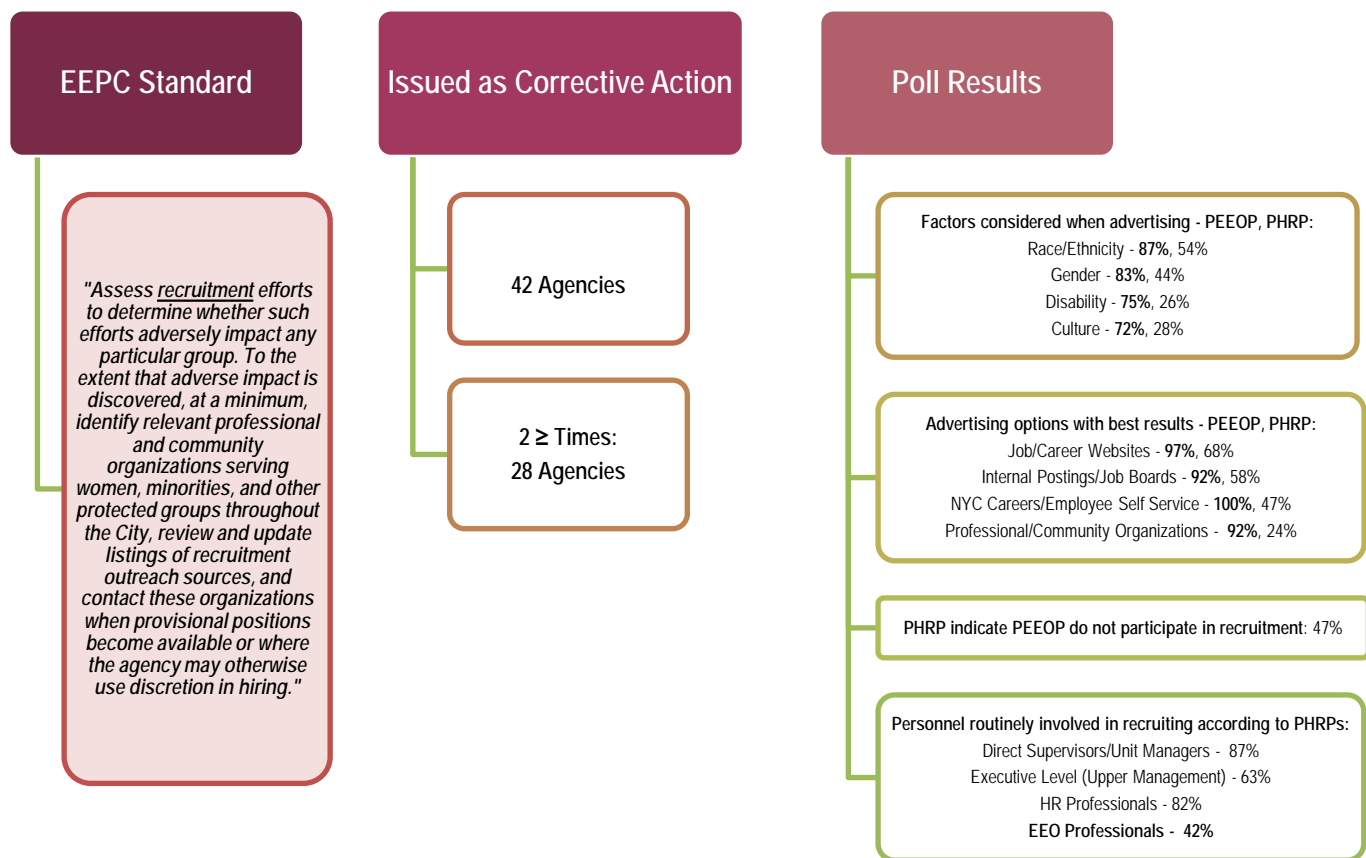 EEPC Standard
"Assess recruitment efforts
to determine whether such
efforts adversely impact any
particular group. To the
extent that adverse impact is
discovered, at a minimum,
identify relevant professional
and community
organizations serving
women, minorities, and other
protected groups throughout
the City, review and update
listings of recruitment
outreach sources, and
contact these organizations
when provisional positions
become available or where
the agency may otherwise
use discretion in hiring."
Issued as Corrective Action
42 Agencies
2 ≥ Times:
28 Agencies
Poll Results
Factors considered when advertising - PEEOP, PHRP:
Race/Ethnicity - 87%, 54%
Gender - 83%, 44%
Disability - 75%, 26%
Culture - 72%, 28%
Advertising options with best results - PEEOP, PHRP:
Job/Career Websites - 97%, 68%
Internal Postings/Job Boards - 92%, 58%
NYC Careers/Employee Self Service - 100%, 47%
Professional/Community Organizations - 92%, 24%
PHRP indicate PEEOP do not participate in recruitment: 47%
Personnel routinely involved in recruiting according to PHRPs:
Direct Supervisors/Unit Managers - 87%
Executive Level (Upper Management) - 63%
HR Professionals - 82%
EEO Professionals - 42%